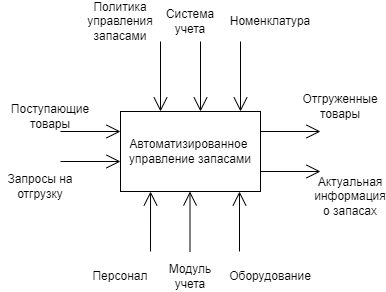 Политика
управления
запасами
Система
учета
Номенклатура
Поступающие
товары
Запросы на
отгрузку
Автоматизированное
управление запасами
Отгруженные
товары
Актуальная
информация
о запасах
Персонал
Модуль
учета
Оборудование